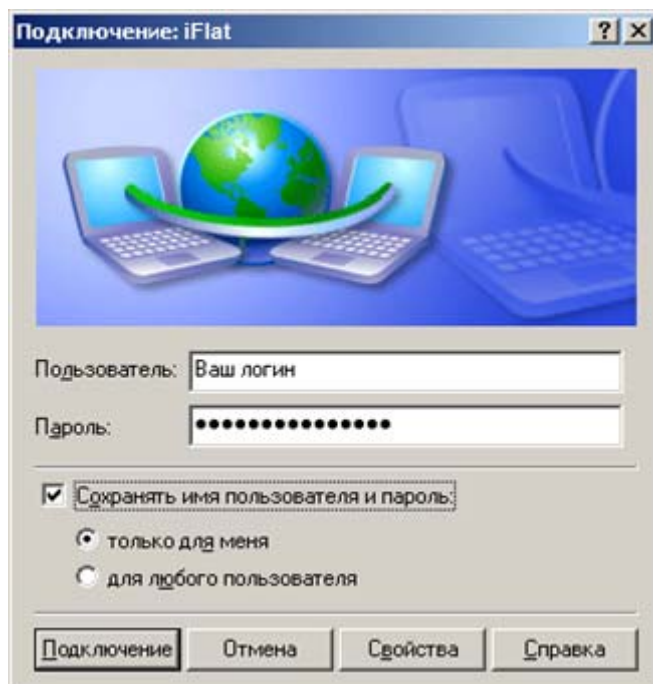 Подключение: iFlat
Пользователь: Ваш логин
Пароль: •••••••••••••••
Сохранять имя пользователя и пароль:
только для меня
для любого пользователя
Подключение Отмена Свойства Справка